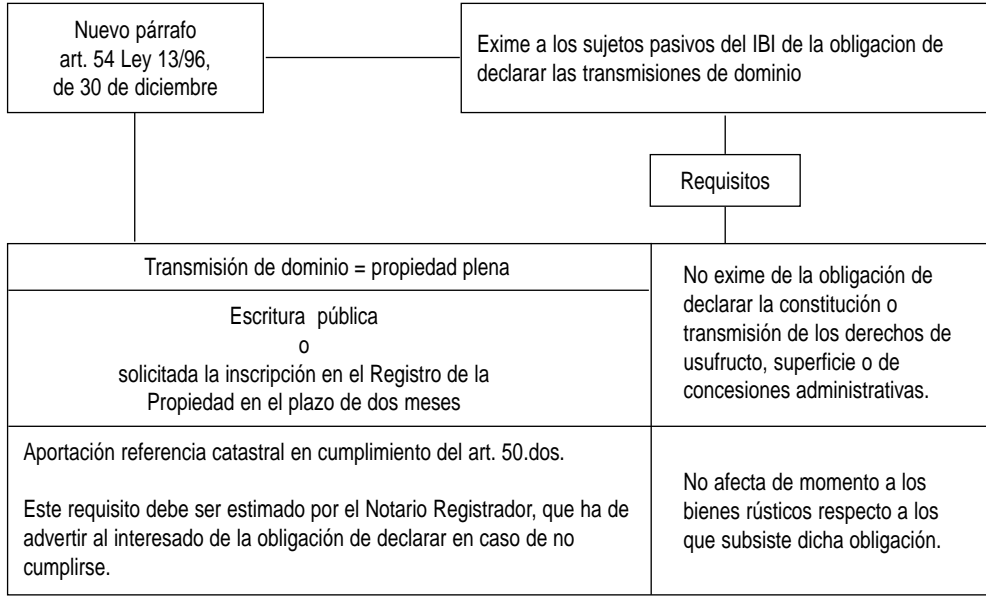 Nuevo párrafo
art. 54 Ley 13/96,
de 30 de diciembre
Exime a los sujetos pasivos del IBI de la obligacion de
declarar las transmisiones de dominio
Requisitos
Transmisión de dominio = propiedad plena
Escritura pública
o
solicitada la inscripción en el Registro de la
Propiedad en el plazo de dos meses
No exime de la obligación de
declarar la constitución o
transmisión de los derechos de
usufructo, superficie o de
concesiones administrativas.
Aportación referencia catastral en cumplimiento del art. 50.dos.
Este requisito debe ser estimado por el Notario Registrador, que ha de
advertir al interesado de la obligación de declarar en caso de no
cumplirse.
No afecta de momento a los
bienes rústicos respecto a los
que subsiste dicha obligación.